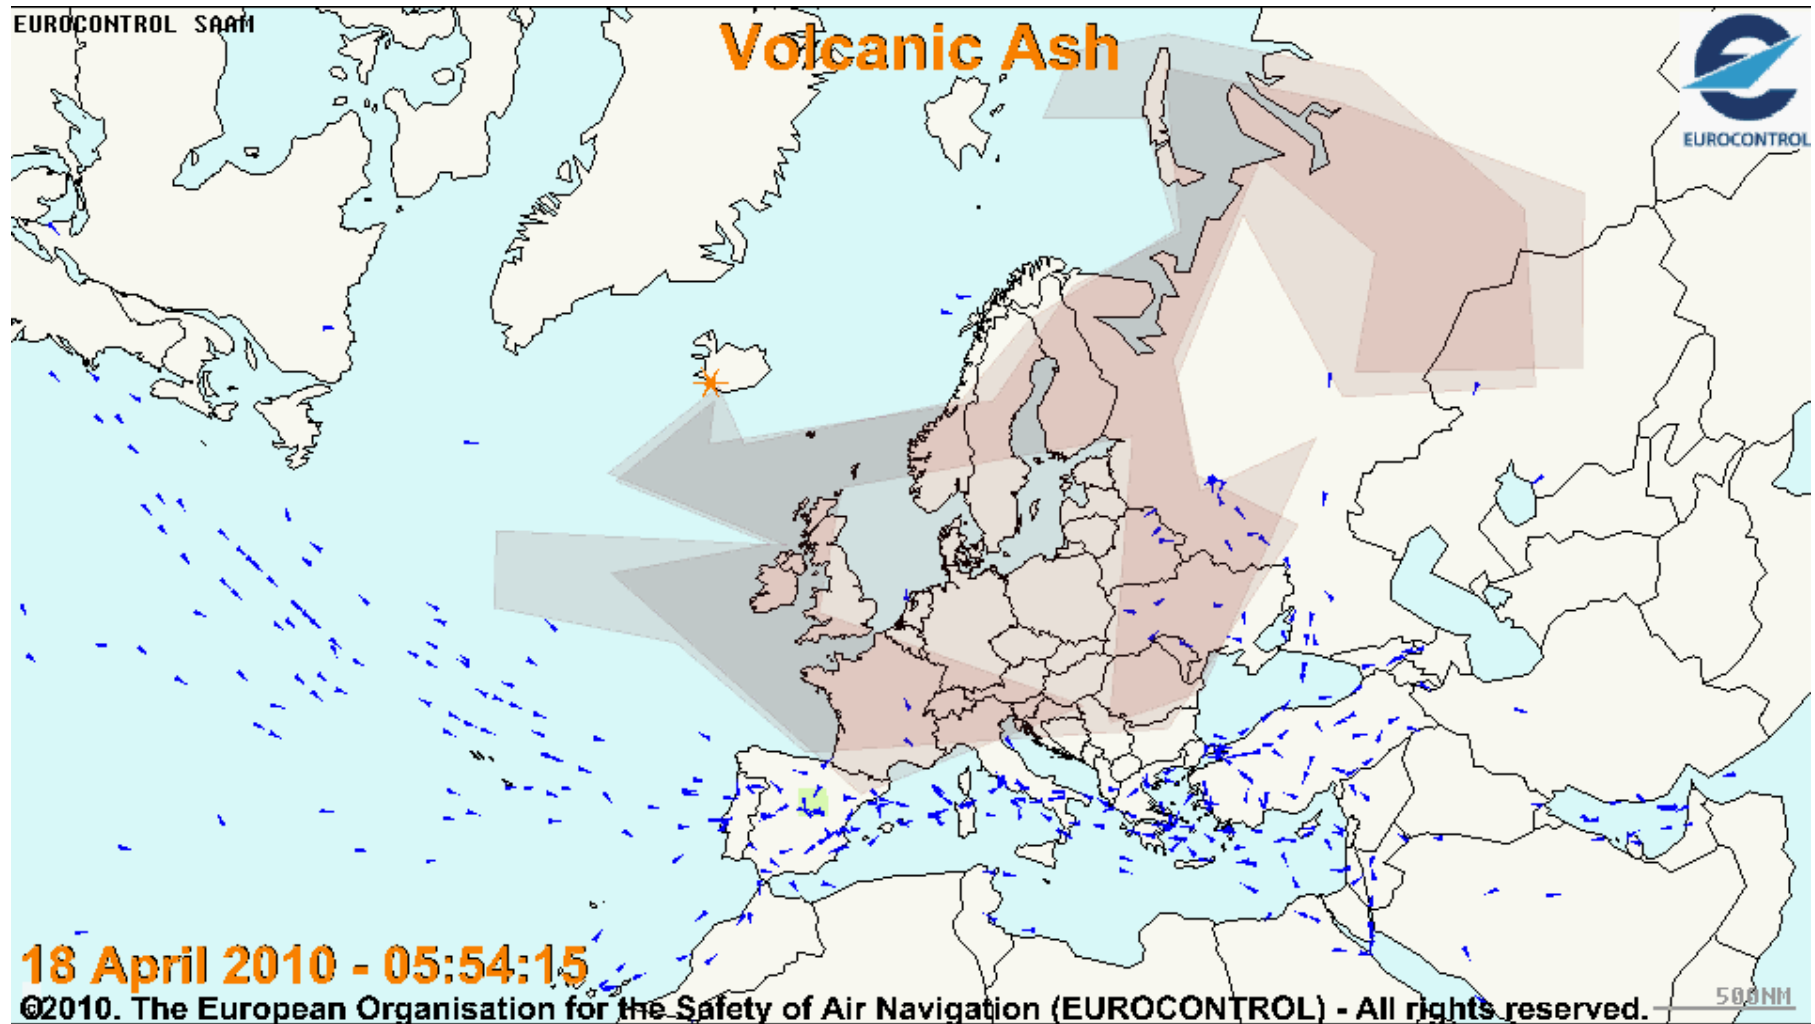 EUROCONTROL SAAM
Volcanic Ash
EUROCONTROL
18 April 2010 - 05:54:15
500NM
©2010. The European Organisation for the Safety of Air Navigation (EUROCONTROL) - All rights reserved.